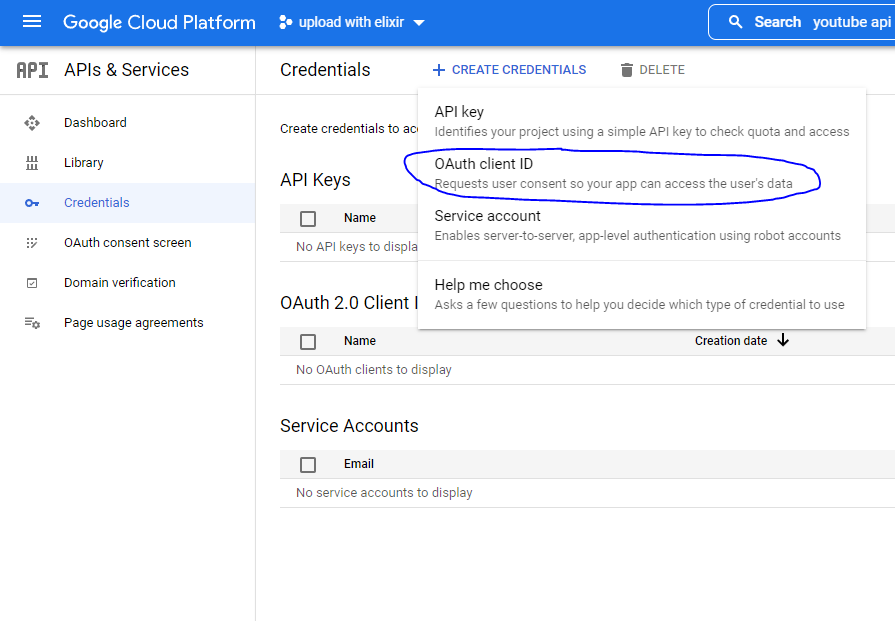 Google Cloud Platform
upload with elixir
Search youtube api
API APIs & Services
Credentials
CREATE CREDENTIALS
DELETE
Dashboard
Library
Credentials
OAuth consent screen
Domain verification
Page usage agreements
Create credentials to acc
API key
Identifies your project using a simple API key to check quota and access
OAuth client ID
Requests user consent so your app can access the user's data
Service account
Enables server-to-server, app-level authentication using robot accounts
Help me choose
Asks a few questions to help you decide which type of credential to use
API Keys
Name
No API keys to displa
OAuth 2.0 Client I
Name Creation date
No OAuth clients to display
Service Accounts
Email
No service accounts to display